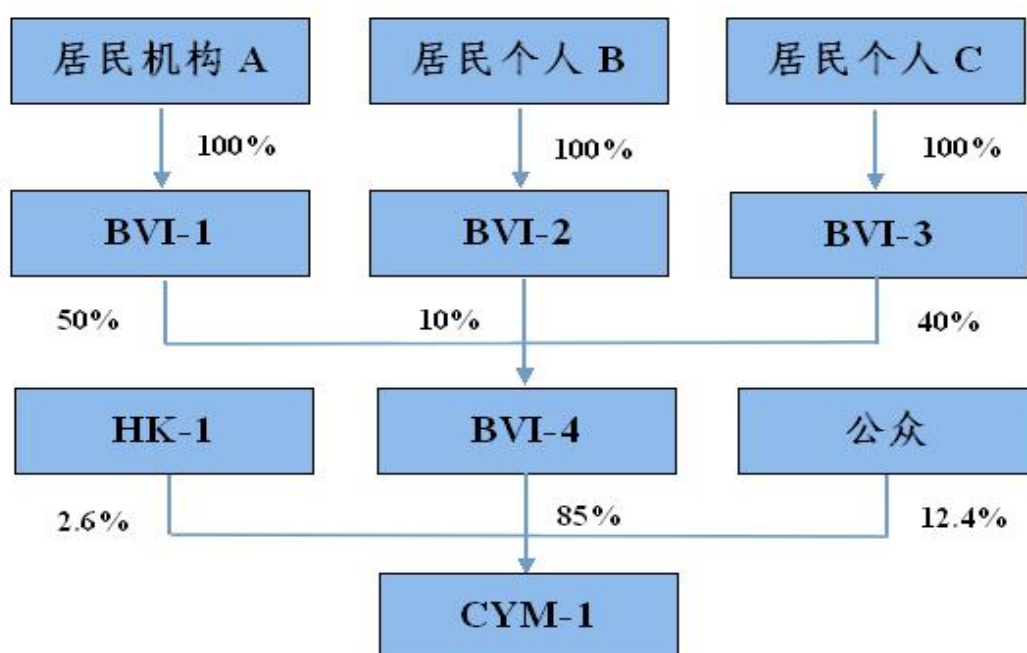 居民机构 A
居民个人 B
居民个人 C
100%
100%
100%
BVI-1
BVI-2
BVI-3
50%
10%
40%
HK-1
BVI-4
公众
2.6%
85%
12.4%
CYM-1